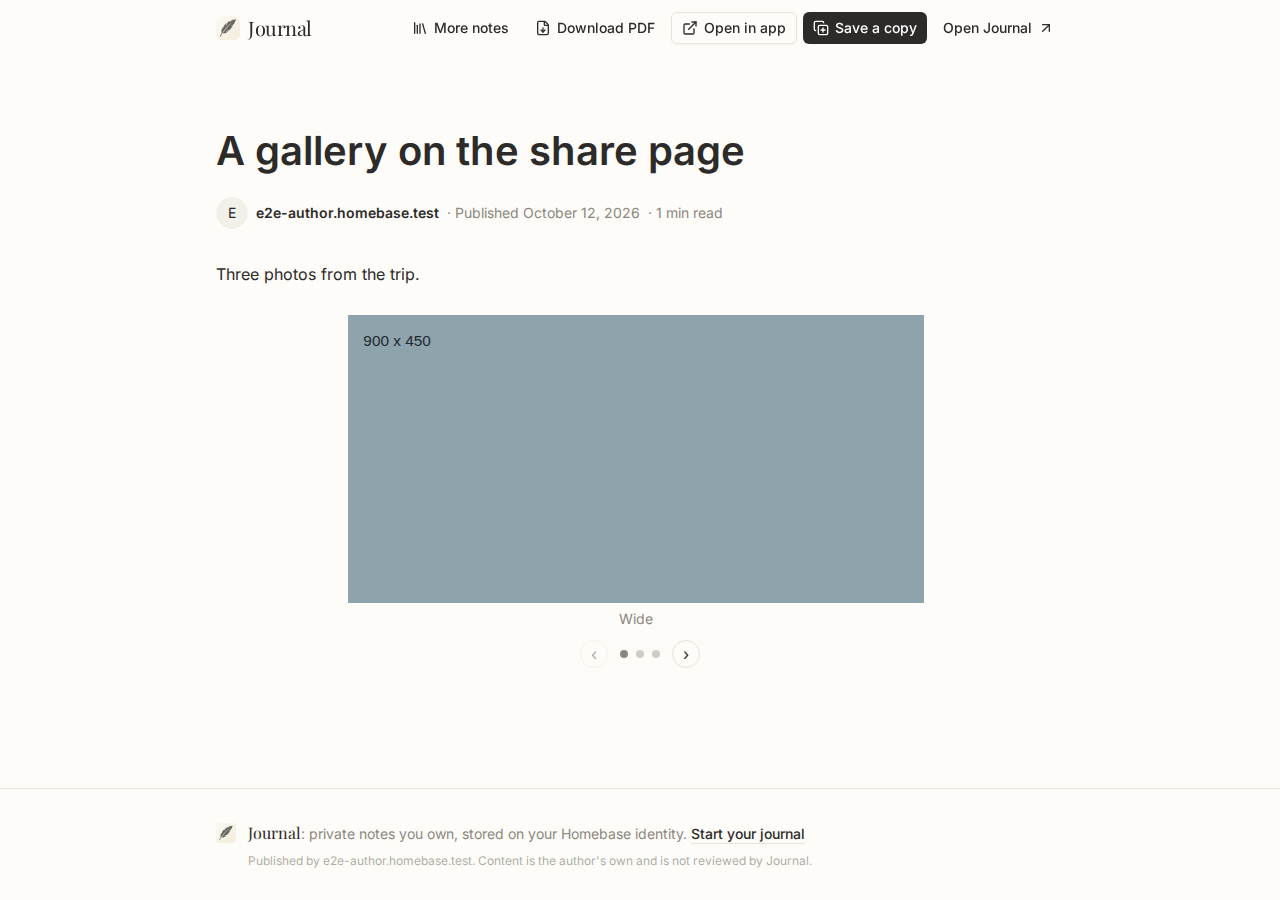 Journal
More notes
Download PDF
Open in app
Save a copy
Open Journal
A gallery on the share page
E
e2e-author.homebase.test · Published October 12, 2026 · 1 min read
Three photos from the trip.
900 x 450
Wide
Journal: private notes you own, stored on your Homebase identity. Start your journal
Published by e2e-author.homebase.test. Content is the author's own and is not reviewed by Journal.